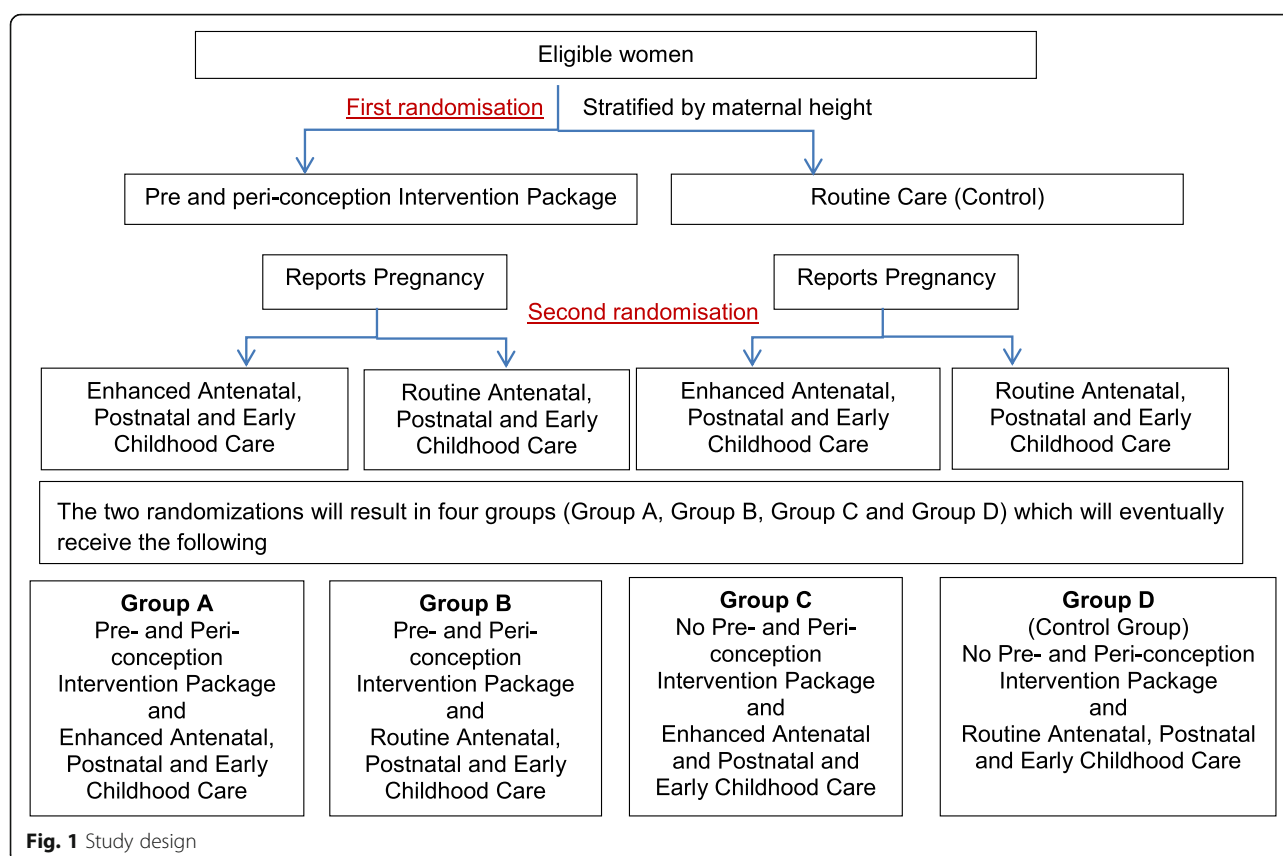 Eligible women
First randomisation Stratified by maternal height
Pre and peri-conception Intervention Package
Routine Care (Control)
Reports Pregnancy
Reports Pregnancy
Second randomisation
Enhanced Antenatal,
Postnatal and Early
Childhood Care
Routine Antenatal,
Postnatal and Early
Childhood Care
Enhanced Antenatal,
Postnatal and Early
Childhood Care
Routine Antenatal,
Postnatal and Early
Childhood Care
The two randomizations will result in four groups (Group A, Group B, Group C and Group D) which will eventually
receive the following
Group A
Pre- and Peri-
conception
Intervention Package
and
Enhanced Antenatal,
Postnatal and Early
Childhood Care
Group B
Pre- and Peri-
conception
Intervention Package
and
Routine Antenatal,
Postnatal and Early
Childhood Care
Group C
No Pre- and Peri-
conception
Intervention Package
and
Enhanced Antenatal
and Postnatal and
Early Childhood Care
Group D
(Control Group)
No Pre- and Peri-conception
Intervention Package
and
Routine Antenatal, Postnatal
and Early Childhood Care
Fig. 1 Study design